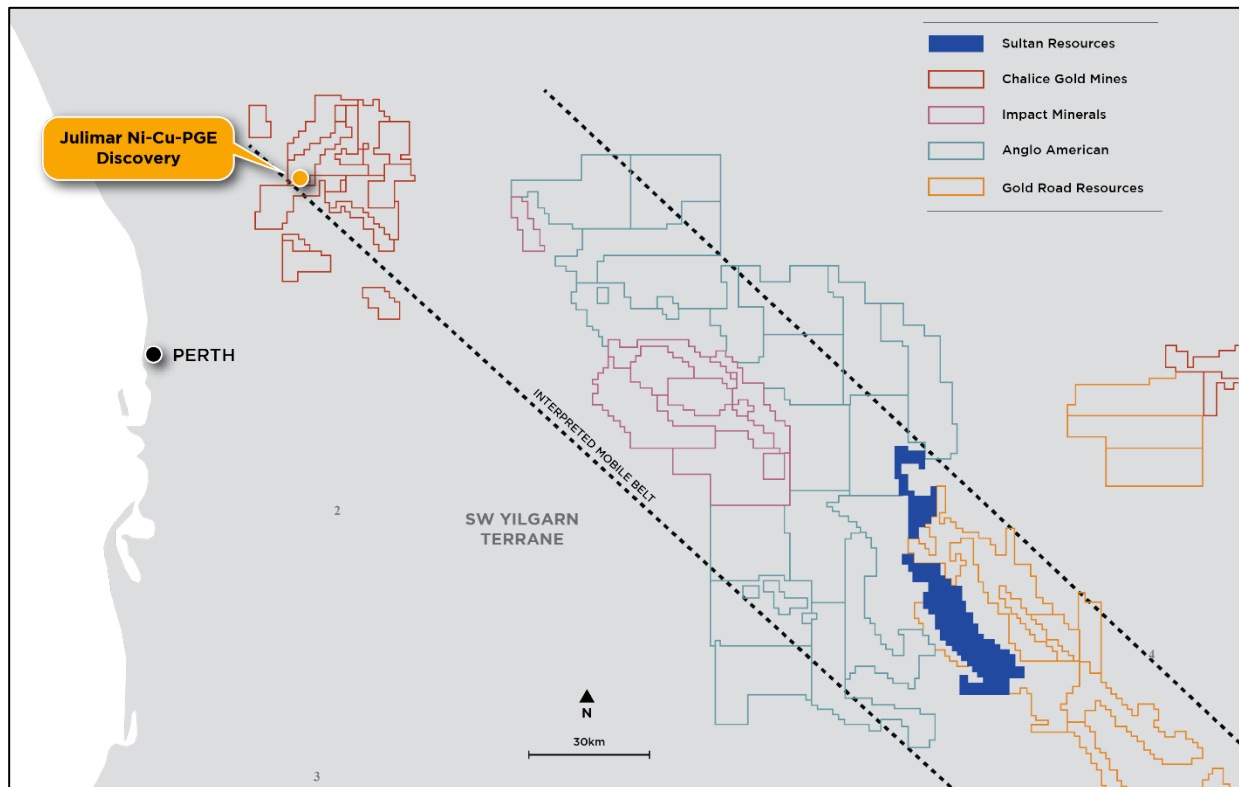 Sultan Resources
Chalice Gold Mines
Impact Minerals
Anglo American
Gold Road Resources
Julimar Ni-Cu-PGE
Discovery
PERTH
INTERPRETED MOBILE BELT
2
SW YILGARN
TERRANE
4
N
30km
3